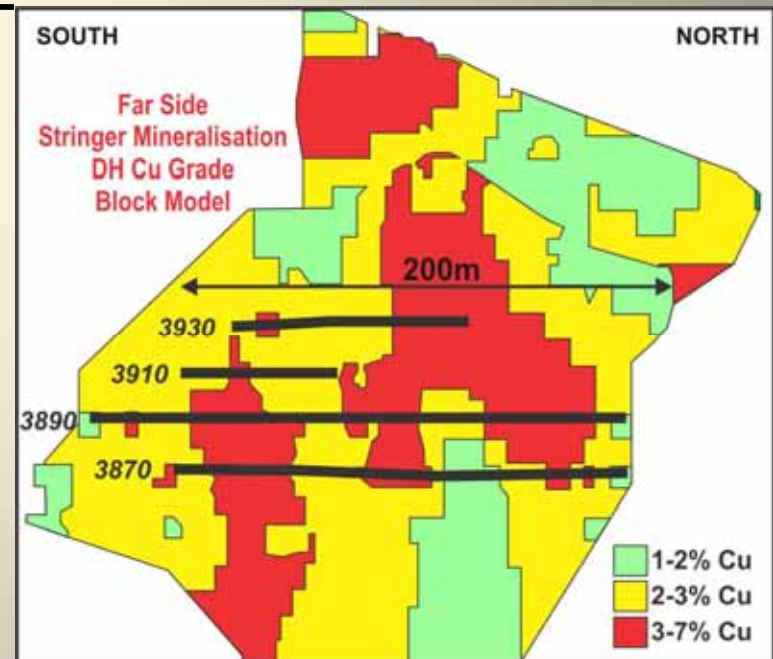 SOUTH
NORTH
Far Side
Stringer Mineralisation
DH Cu Grade
Block Model
200m
3930
3910
3890
3870
1-2% Cu
2-3% Cu
3-7% Cu